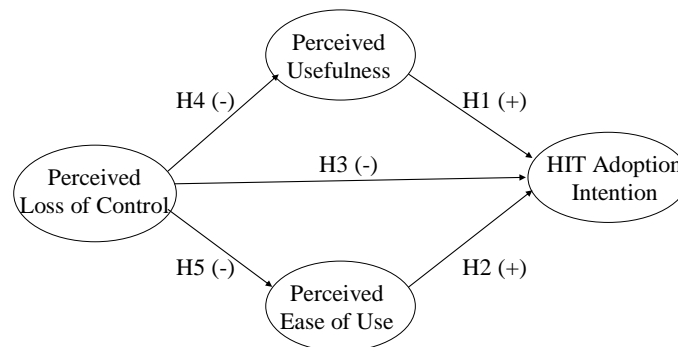 Perceived
Usefulness
H4 (-)
H1 (+)
H3 (-)
Perceived
Loss of Control
HIT Adoption
Intention
H5 (-)
H2 (+)
Perceived
Ease of Use